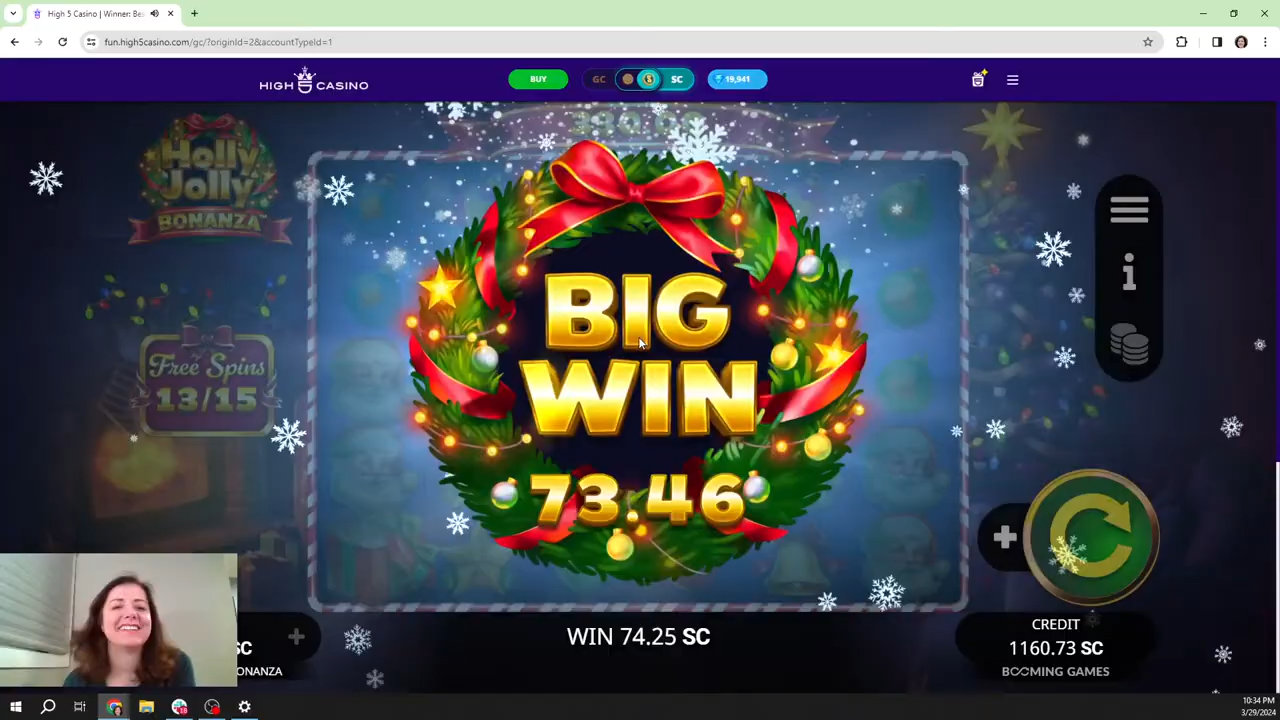 High 5 Casino | Winner: Be
fun.high5casino.com/gc/?originId=2&accountTypeId=1
HIGH 5 CASINO
BUY
GC
SC
19,941
Holly
Jolly
BONANZA
Free Spins
13/15
BIG
WIN
73.46
WIN 74.25 SC
SC
BONANZA
CREDIT
1160.73 SC
BOOMING GAMES
10:34 PM
3/29/2024